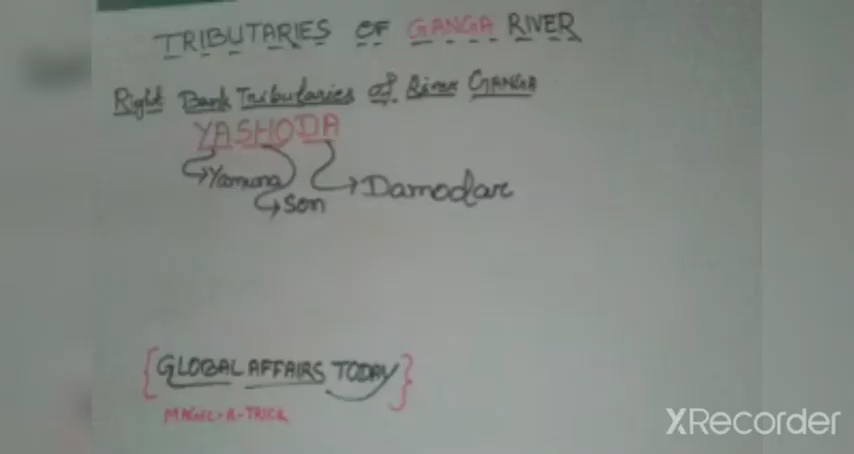 TRIBUTARIES OF GANGA RIVER
Right Bank Tributaries of River GANGA
YASHODA
Yamuna
Son
Damodar
{GLOBAL AFFAIRS TODAY}
MAGIC-A-TRICK
XRecorder